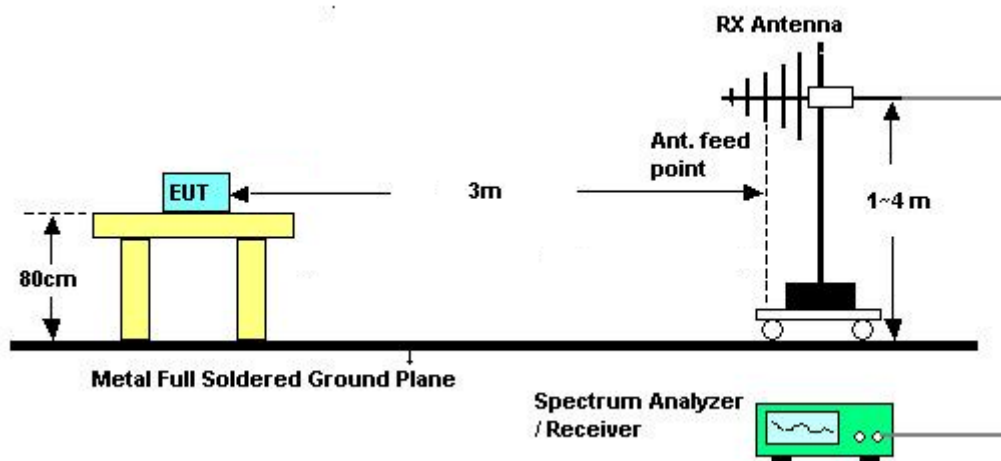 RX Antenna
Ant. feed
point
EUT
3m
1~4 m
80cm
Metal Full Soldered Ground Plane
Spectrum Analyzer
/ Receiver